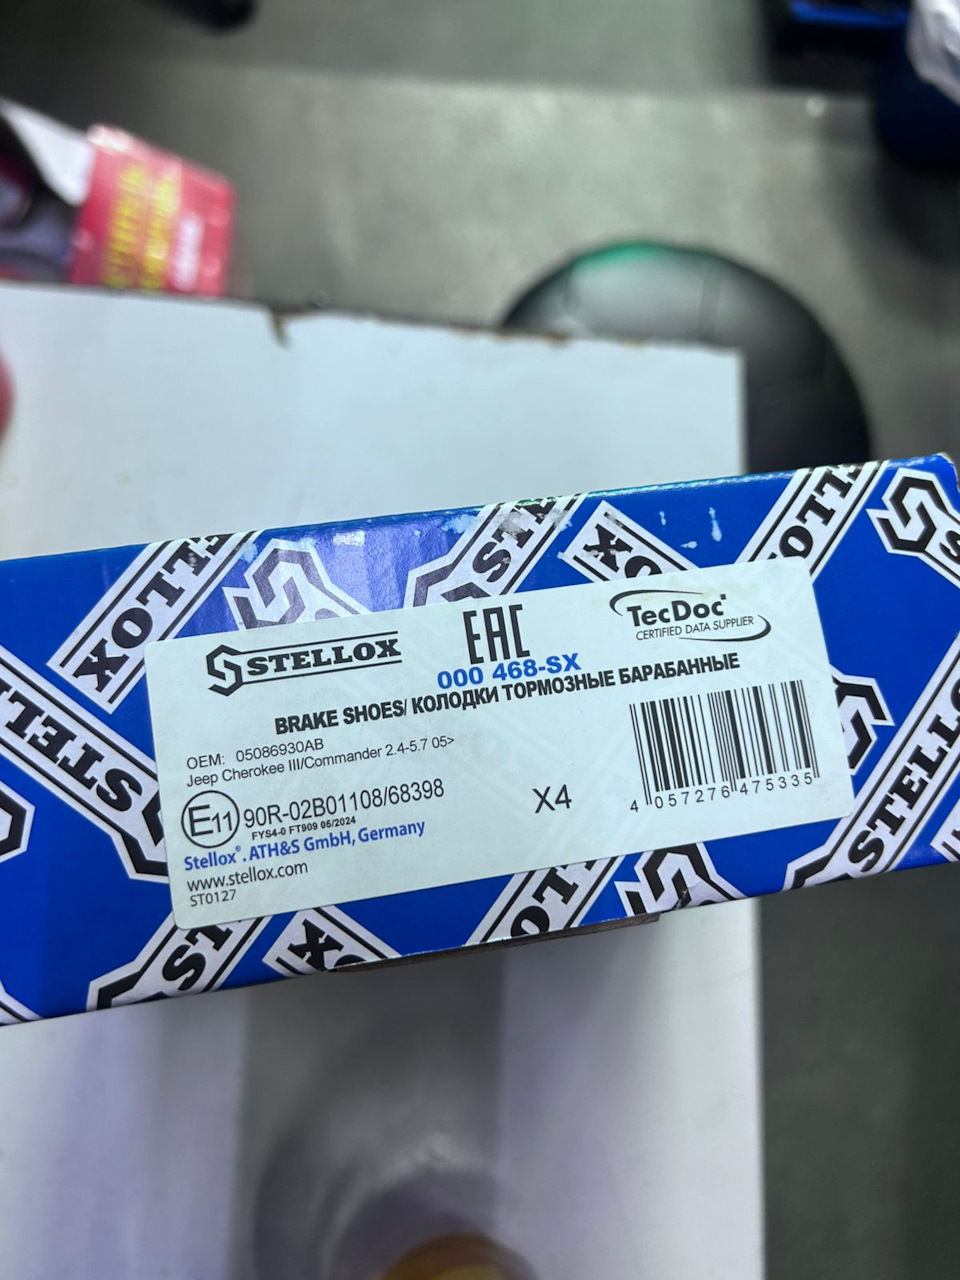 STELLOX
EAC
TecDoc
CERTIFIED DATA SUPPLIER
000 468-SX
BRAKE SHOES/ КОЛОДКИ ТОРМОЗНЫЕ БАРАБАННЫЕ
OEM: 05086930AB
Jeep Cherokee III/Commander 2.4-5.7 05>
E11 90R-02B01108/68398
FYS4-0 FT909 05/2024
X4
4 057276 475335
Stellox®. ATH&S GmbH, Germany
www.stellox.com
ST0127